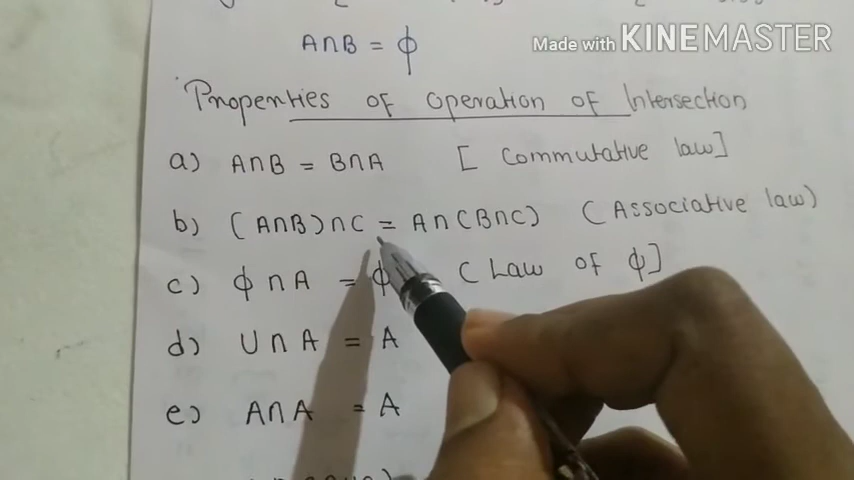 A∩B = ϕ
Made with KINEMASTER
Properties of operation of Intersection
a) A∩B = B∩A [ Commutative law]
b) (A∩B)∩C = A∩(B∩C) (Associative law)
c) ϕ∩A = ϕ (Law of ϕ]
d) U∩A = A
e) A∩A = A